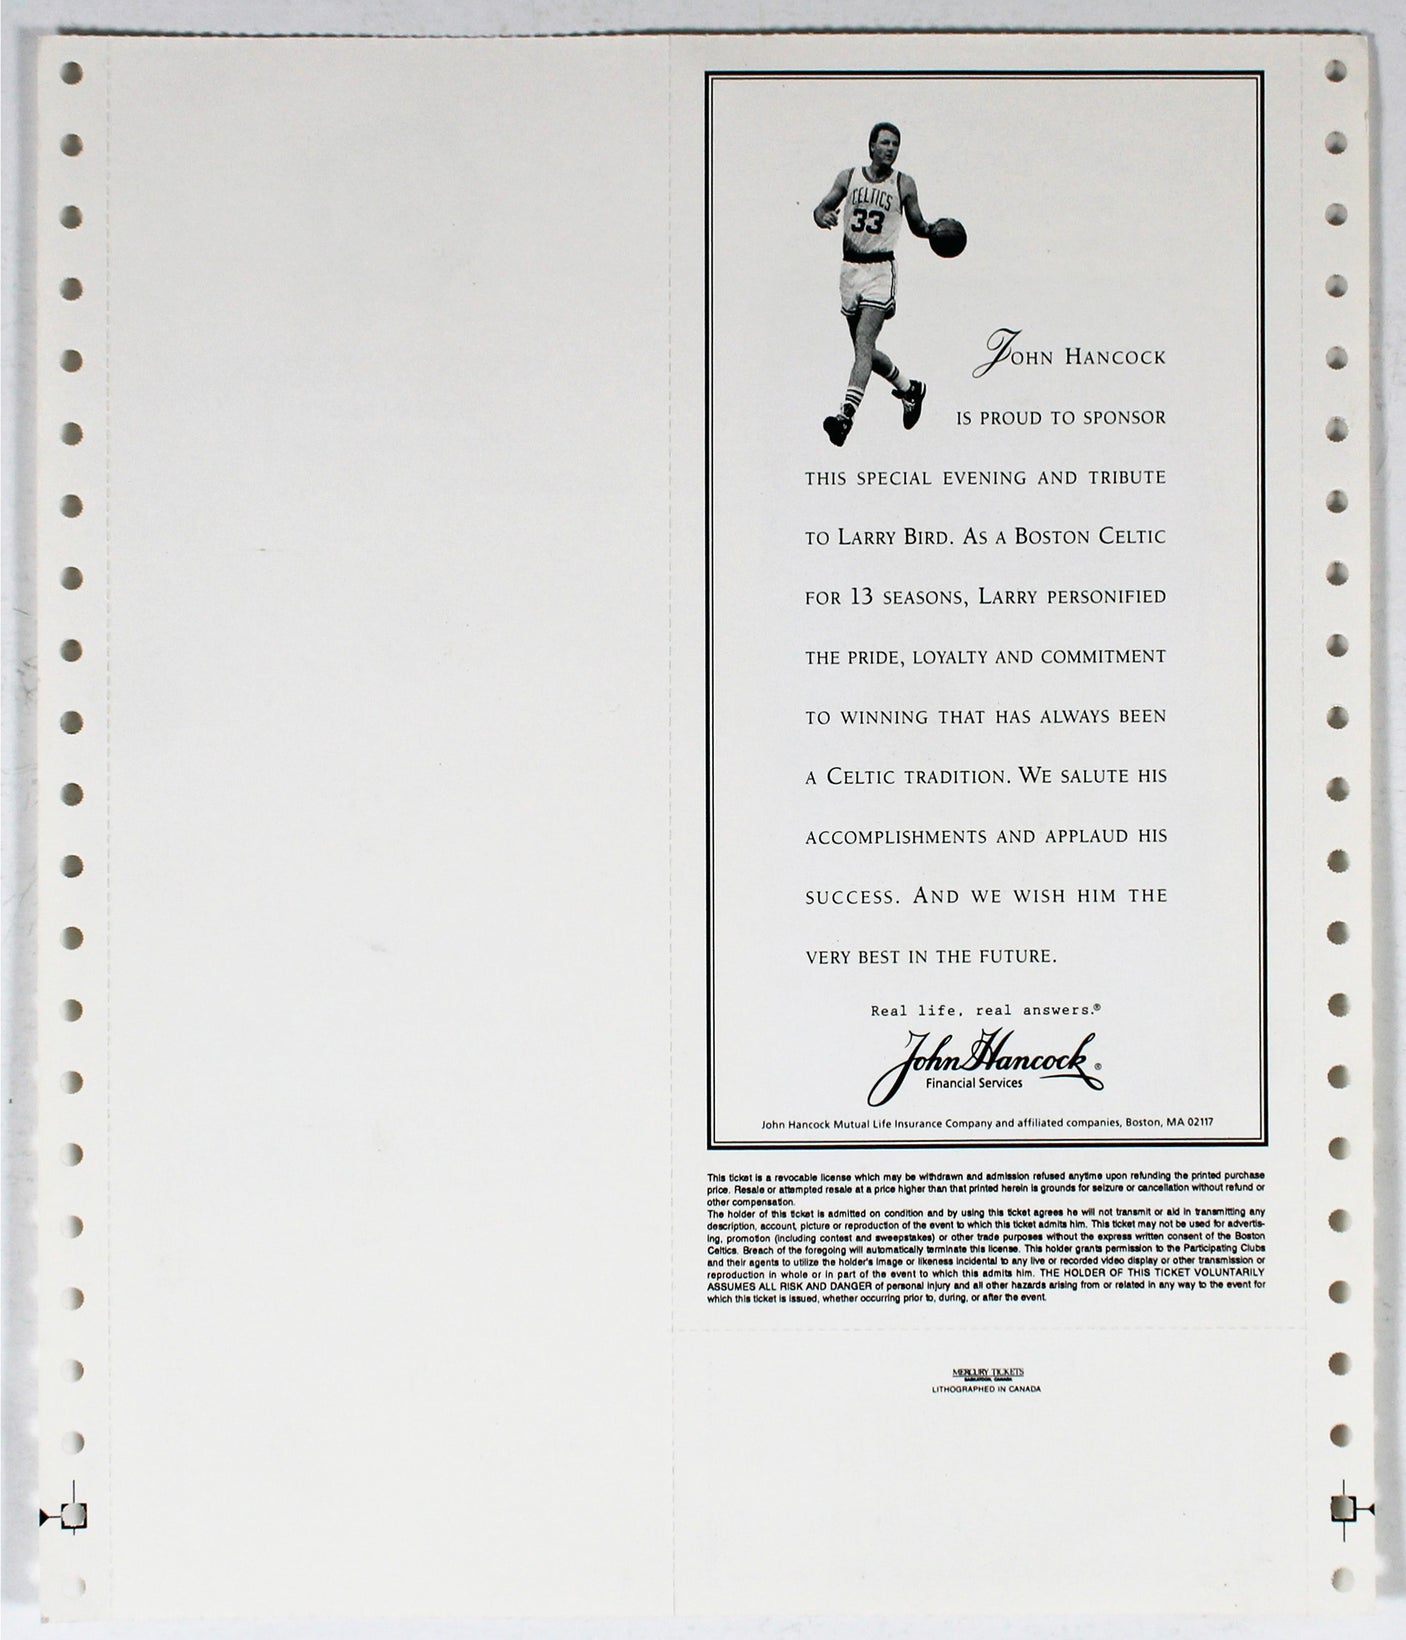 CELTICS
33
JOHN HANCOCK
IS PROUD TO SPONSOR
THIS SPECIAL EVENING AND TRIBUTE
TO LARRY BIRD. AS A BOSTON CELTIC
FOR 13 SEASONS, LARRY PERSONIFIED
THE PRIDE, LOYALTY AND COMMITMENT
TO WINNING THAT HAS ALWAYS BEEN
A CELTIC TRADITION. WE SALUTE HIS
ACCOMPLISHMENTS AND APPLAUD HIS
SUCCESS. AND WE WISH HIM THE
VERY BEST IN THE FUTURE.
Real life, real answers.®
John Hancock ®
Financial Services
John Hancock Mutual Life Insurance Company and affiliated companies, Boston, MA 02117
This ticket is a revocable license which may be withdrawn and admission refused anytime upon refunding the printed purchase
price. Resale or attempted resale at a price higher than that printed herein is grounds for seizure or cancellation without refund or
other compensation.
The holder of this ticket is admitted on condition and by using this ticket agrees he will not transmit or aid in transmitting any
description, account, picture or reproduction of the event to which this ticket admits him. This ticket may not be used for advertis-
ing, promotion (including contest and sweepstakes) or other trade purposes without the express written consent of the Boston
Celtics. Breach of the foregoing will automatically terminate this license. This holder grants permission to the Participating Clubs
and their agents to utilize the holder's image or likeness incidental to any live or recorded video display or other transmission or
reproduction in whole or in part of the event to which this admits him. THE HOLDER OF THIS TICKET VOLUNTARILY
ASSUMES ALL RISK AND DANGER of personal injury and all other hazards arising from or related in any way to the event for
which this ticket is issued, whether occurring prior to, during, or after the event.
MERCURY TICKETS
SASKATOON, CANADA
LITHOGRAPHED IN CANADA